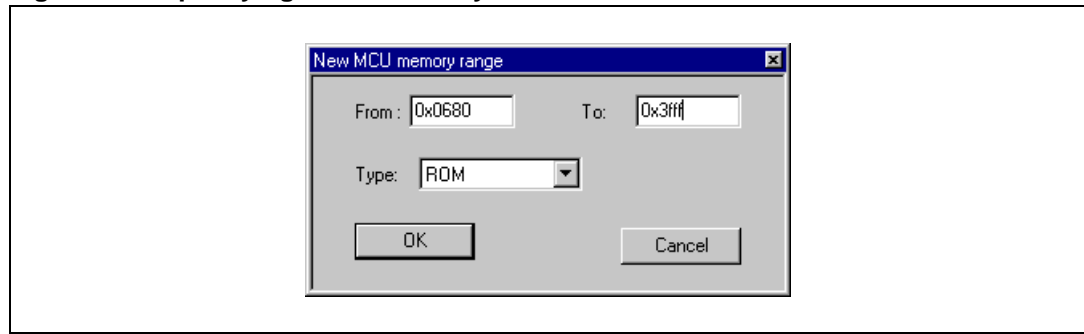 New MCU memory range
From : 0x0680 To: 0x3fff
Type: ROM
OK Cancel